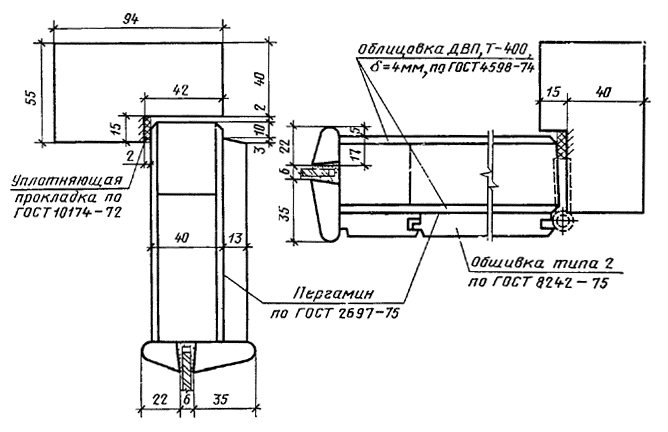 94
Облицовка ДВП, Т-400,
δ=4мм, по ГОСТ 4598-74
55
42
40
2
15
10
3
2
15
40
Уплотняющая
прокладка по
ГОСТ 10174-72
22
5
17
6
35
40
13
Обшивка типа 2
по ГОСТ 8242-75
Пергамин
по ГОСТ 2697-75
22
6
35